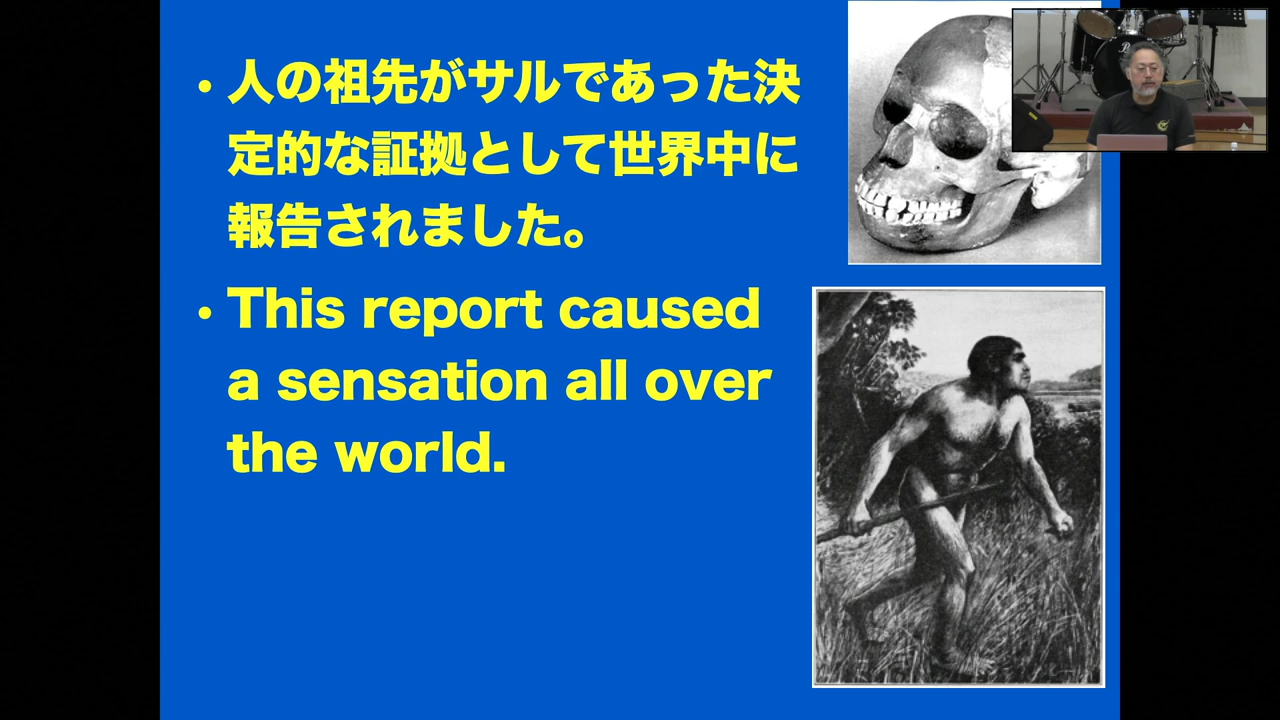 • 人の祖先がサルであった決
定的な証拠として世界中に
報告されました。
• This report caused
a sensation all over
the world.